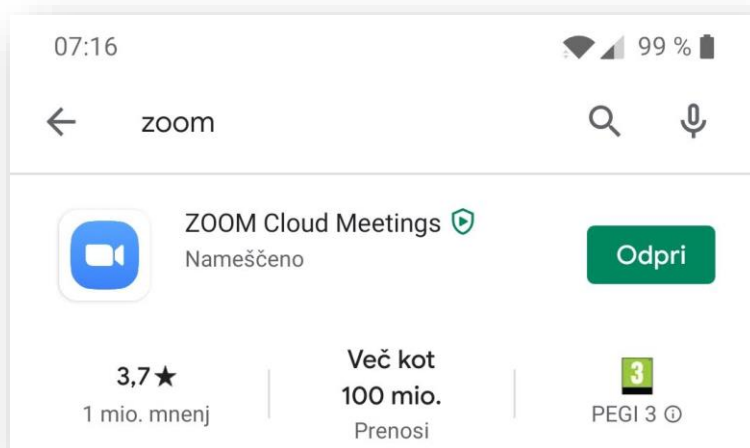 07:16 99 %
zoom
ZOOM Cloud Meetings
Nameščeno
Odpri
3,7★
1 mio. mnenj
Več kot
100 mio.
Prenosi
3
PEGI 3